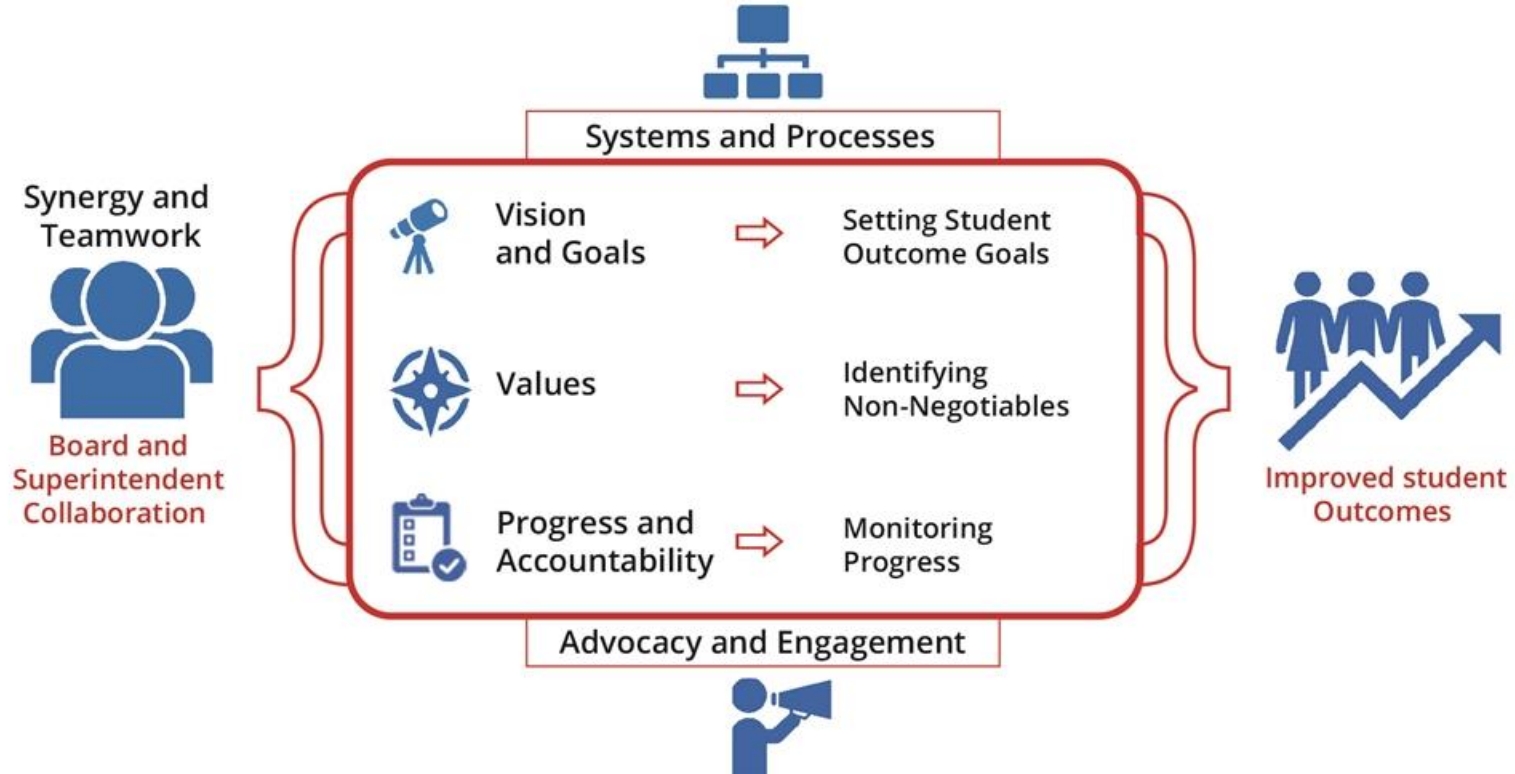 Systems and Processes
Synergy and
Teamwork
Board and
Superintendent
Collaboration
Vision
and Goals
Setting Student
Outcome Goals
Values
Identifying
Non-Negotiables
Progress and
Accountability
Monitoring
Progress
Improved student
Outcomes
Advocacy and Engagement